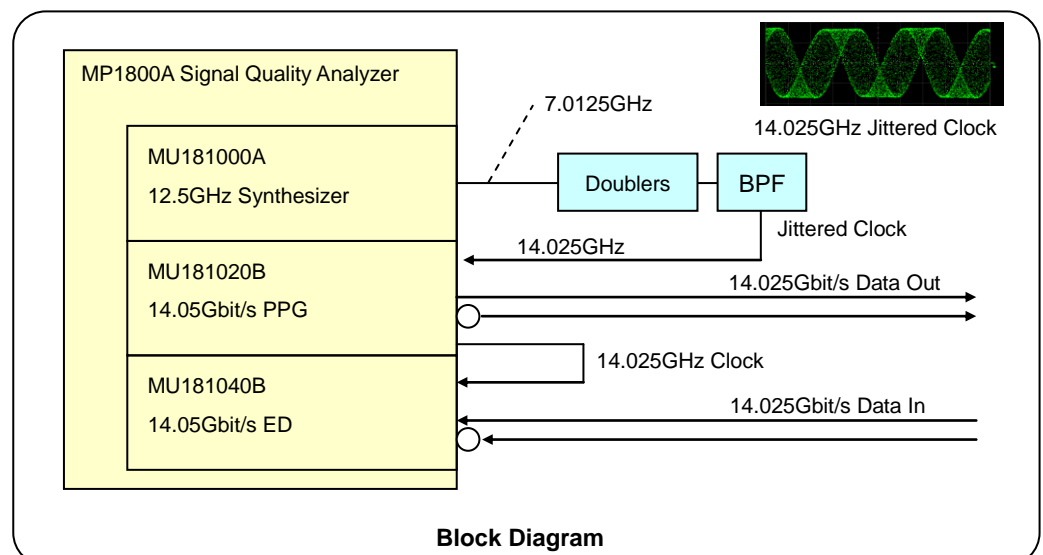 MP1800A Signal Quality Analyzer
7.0125GHz
14.025GHz Jittered Clock
MU181000A
12.5GHz Synthesizer
Doublers
BPF
Jittered Clock
14.025GHz
MU181020B
14.05Gbit/s PPG
14.025Gbit/s Data Out
14.025GHz Clock
MU181040B
14.05Gbit/s ED
14.025Gbit/s Data In
Block Diagram